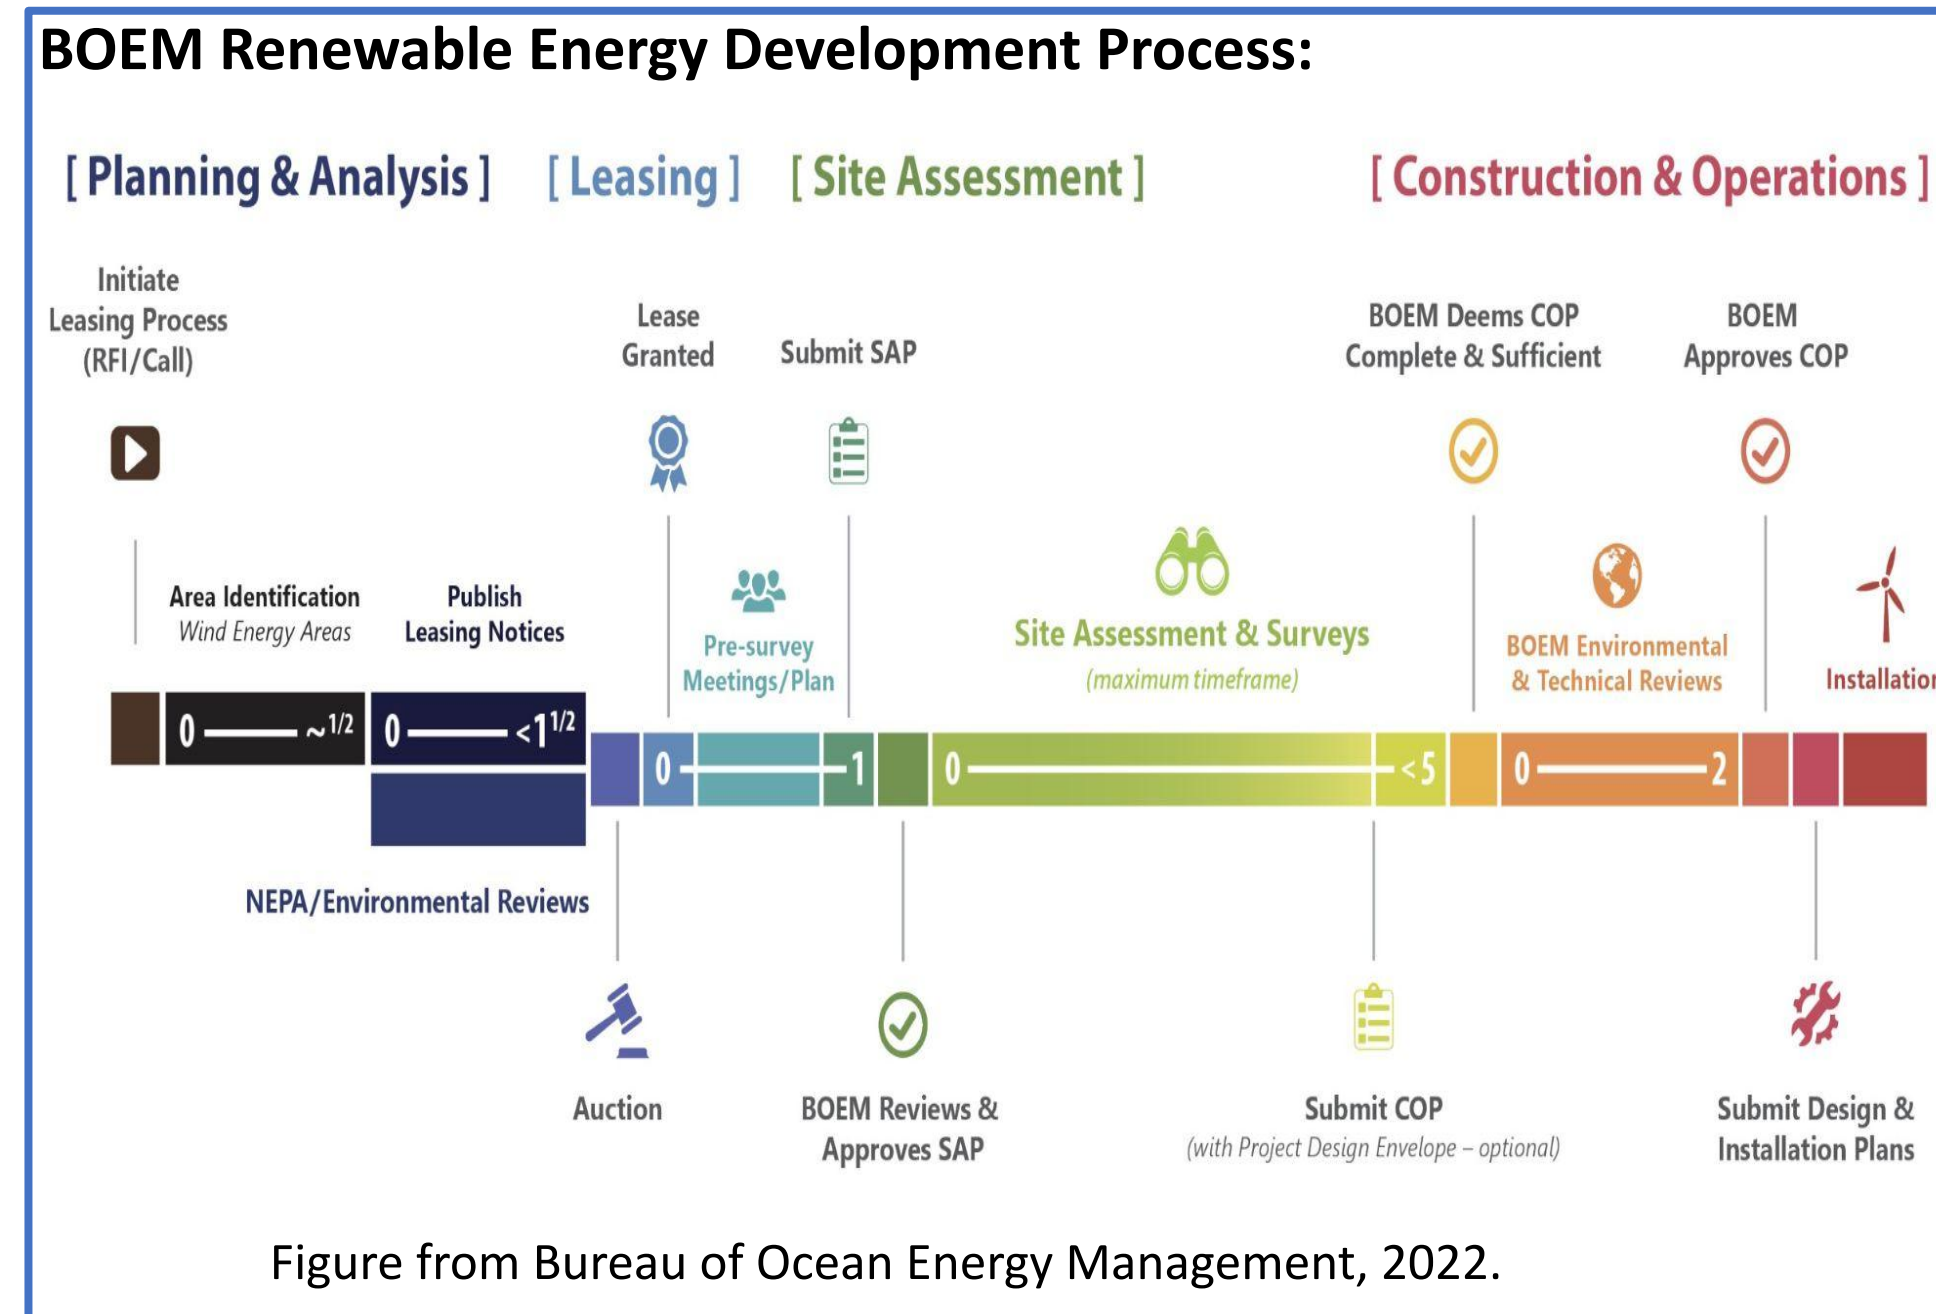 BOEM Renewable Energy Development Process:
[ Planning & Analysis ]
[ Leasing ]
[ Site Assessment ]
[ Construction & Operations ]
Initiate
Leasing Process
(RFI/Call)
Lease
Granted
Submit SAP
BOEM Deems COP
Complete & Sufficient
BOEM
Approves COP
Area Identification
Wind Energy Areas
Publish
Leasing Notices
Pre-survey
Meetings/Plan
Site Assessment & Surveys
(maximum timeframe)
BOEM Environmental
& Technical Reviews
Installation
0 ~1/2
0 <1 1/2
0 1
0 <5
0 2
NEPA/Environmental Reviews
Auction
BOEM Reviews &
Approves SAP
Submit COP
(with Project Design Envelope – optional)
Submit Design &
Installation Plans
Figure from Bureau of Ocean Energy Management, 2022.